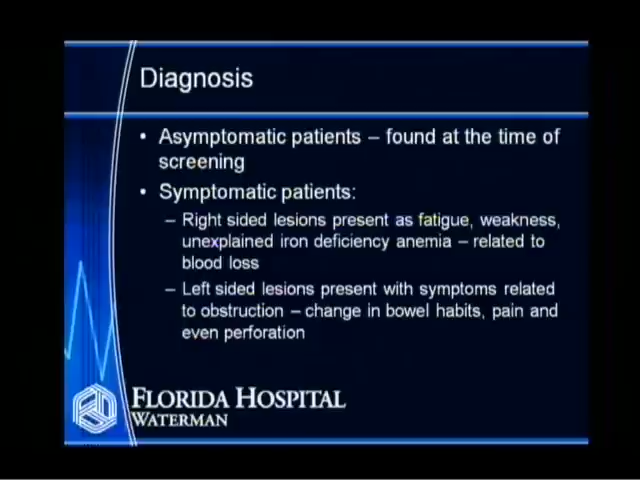 Diagnosis
• Asymptomatic patients – found at the time of
screening
• Symptomatic patients:
– Right sided lesions present as fatigue, weakness,
unexplained iron deficiency anemia – related to
blood loss
– Left sided lesions present with symptoms related
to obstruction – change in bowel habits, pain and
even perforation
FLORIDA HOSPITAL
WATERMAN